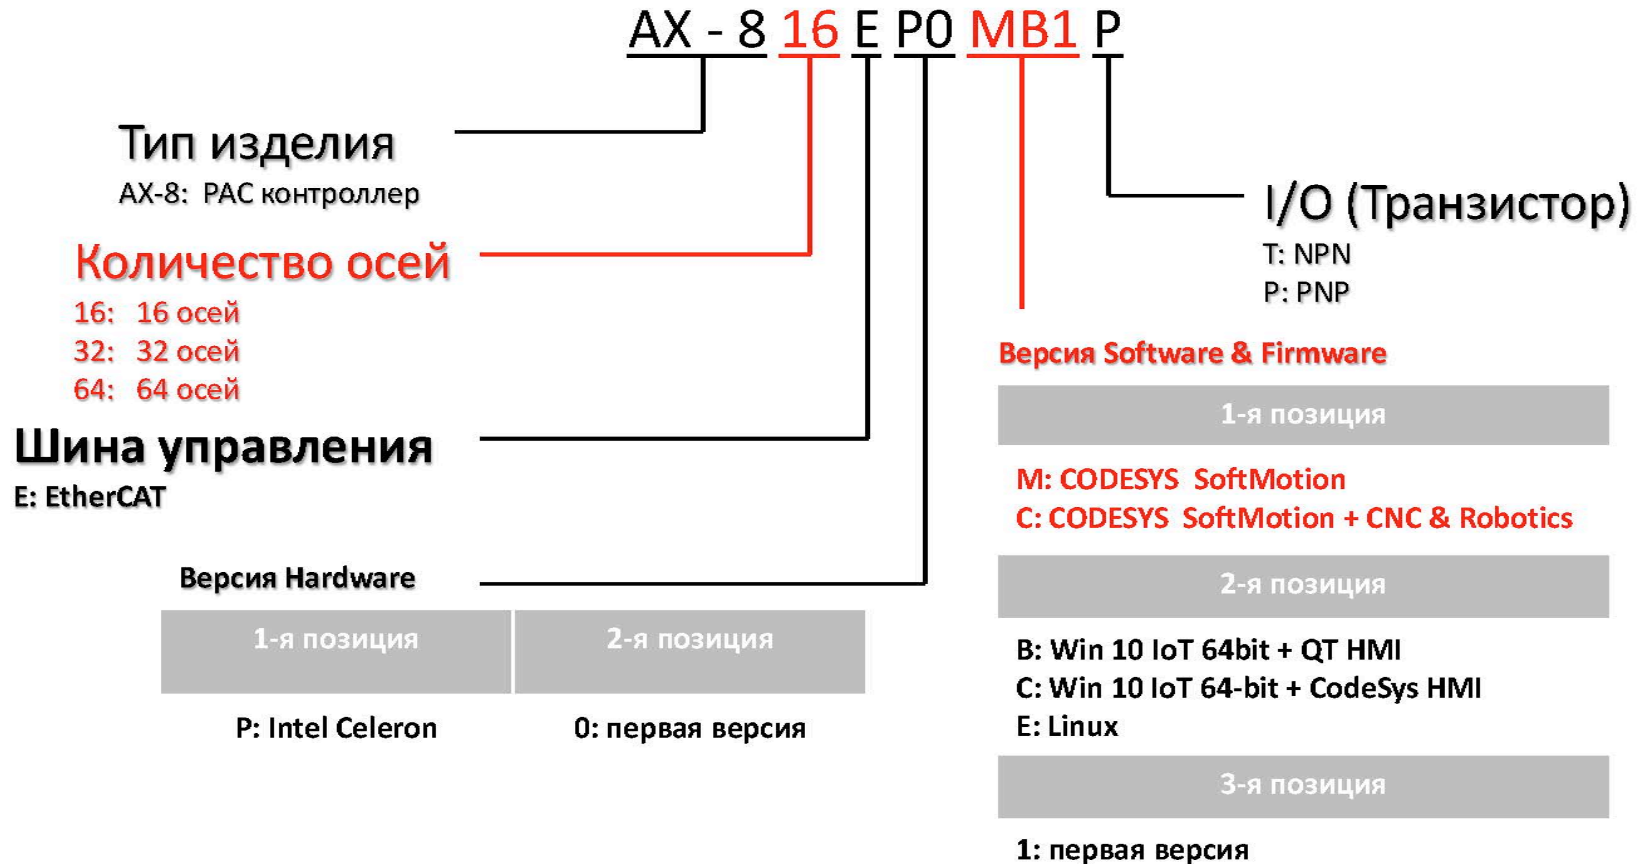 AX - 8 16 E P0 MB1 P
Тип изделия
AX-8: PAC контроллер
Количество осей
16: 16 осей
32: 32 осей
64: 64 осей
Шина управления
E: EtherCAT
Версия Hardware
1-я позиция 2-я позиция
P: Intel Celeron 0: первая версия
I/O (Транзистор)
T: NPN
P: PNP
Версия Software & Firmware
1-я позиция
M: CODESYS SoftMotion
C: CODESYS SoftMotion + CNC & Robotics
2-я позиция
B: Win 10 IoT 64bit + QT HMI
C: Win 10 IoT 64-bit + CodeSys HMI
E: Linux
3-я позиция
1: первая версия